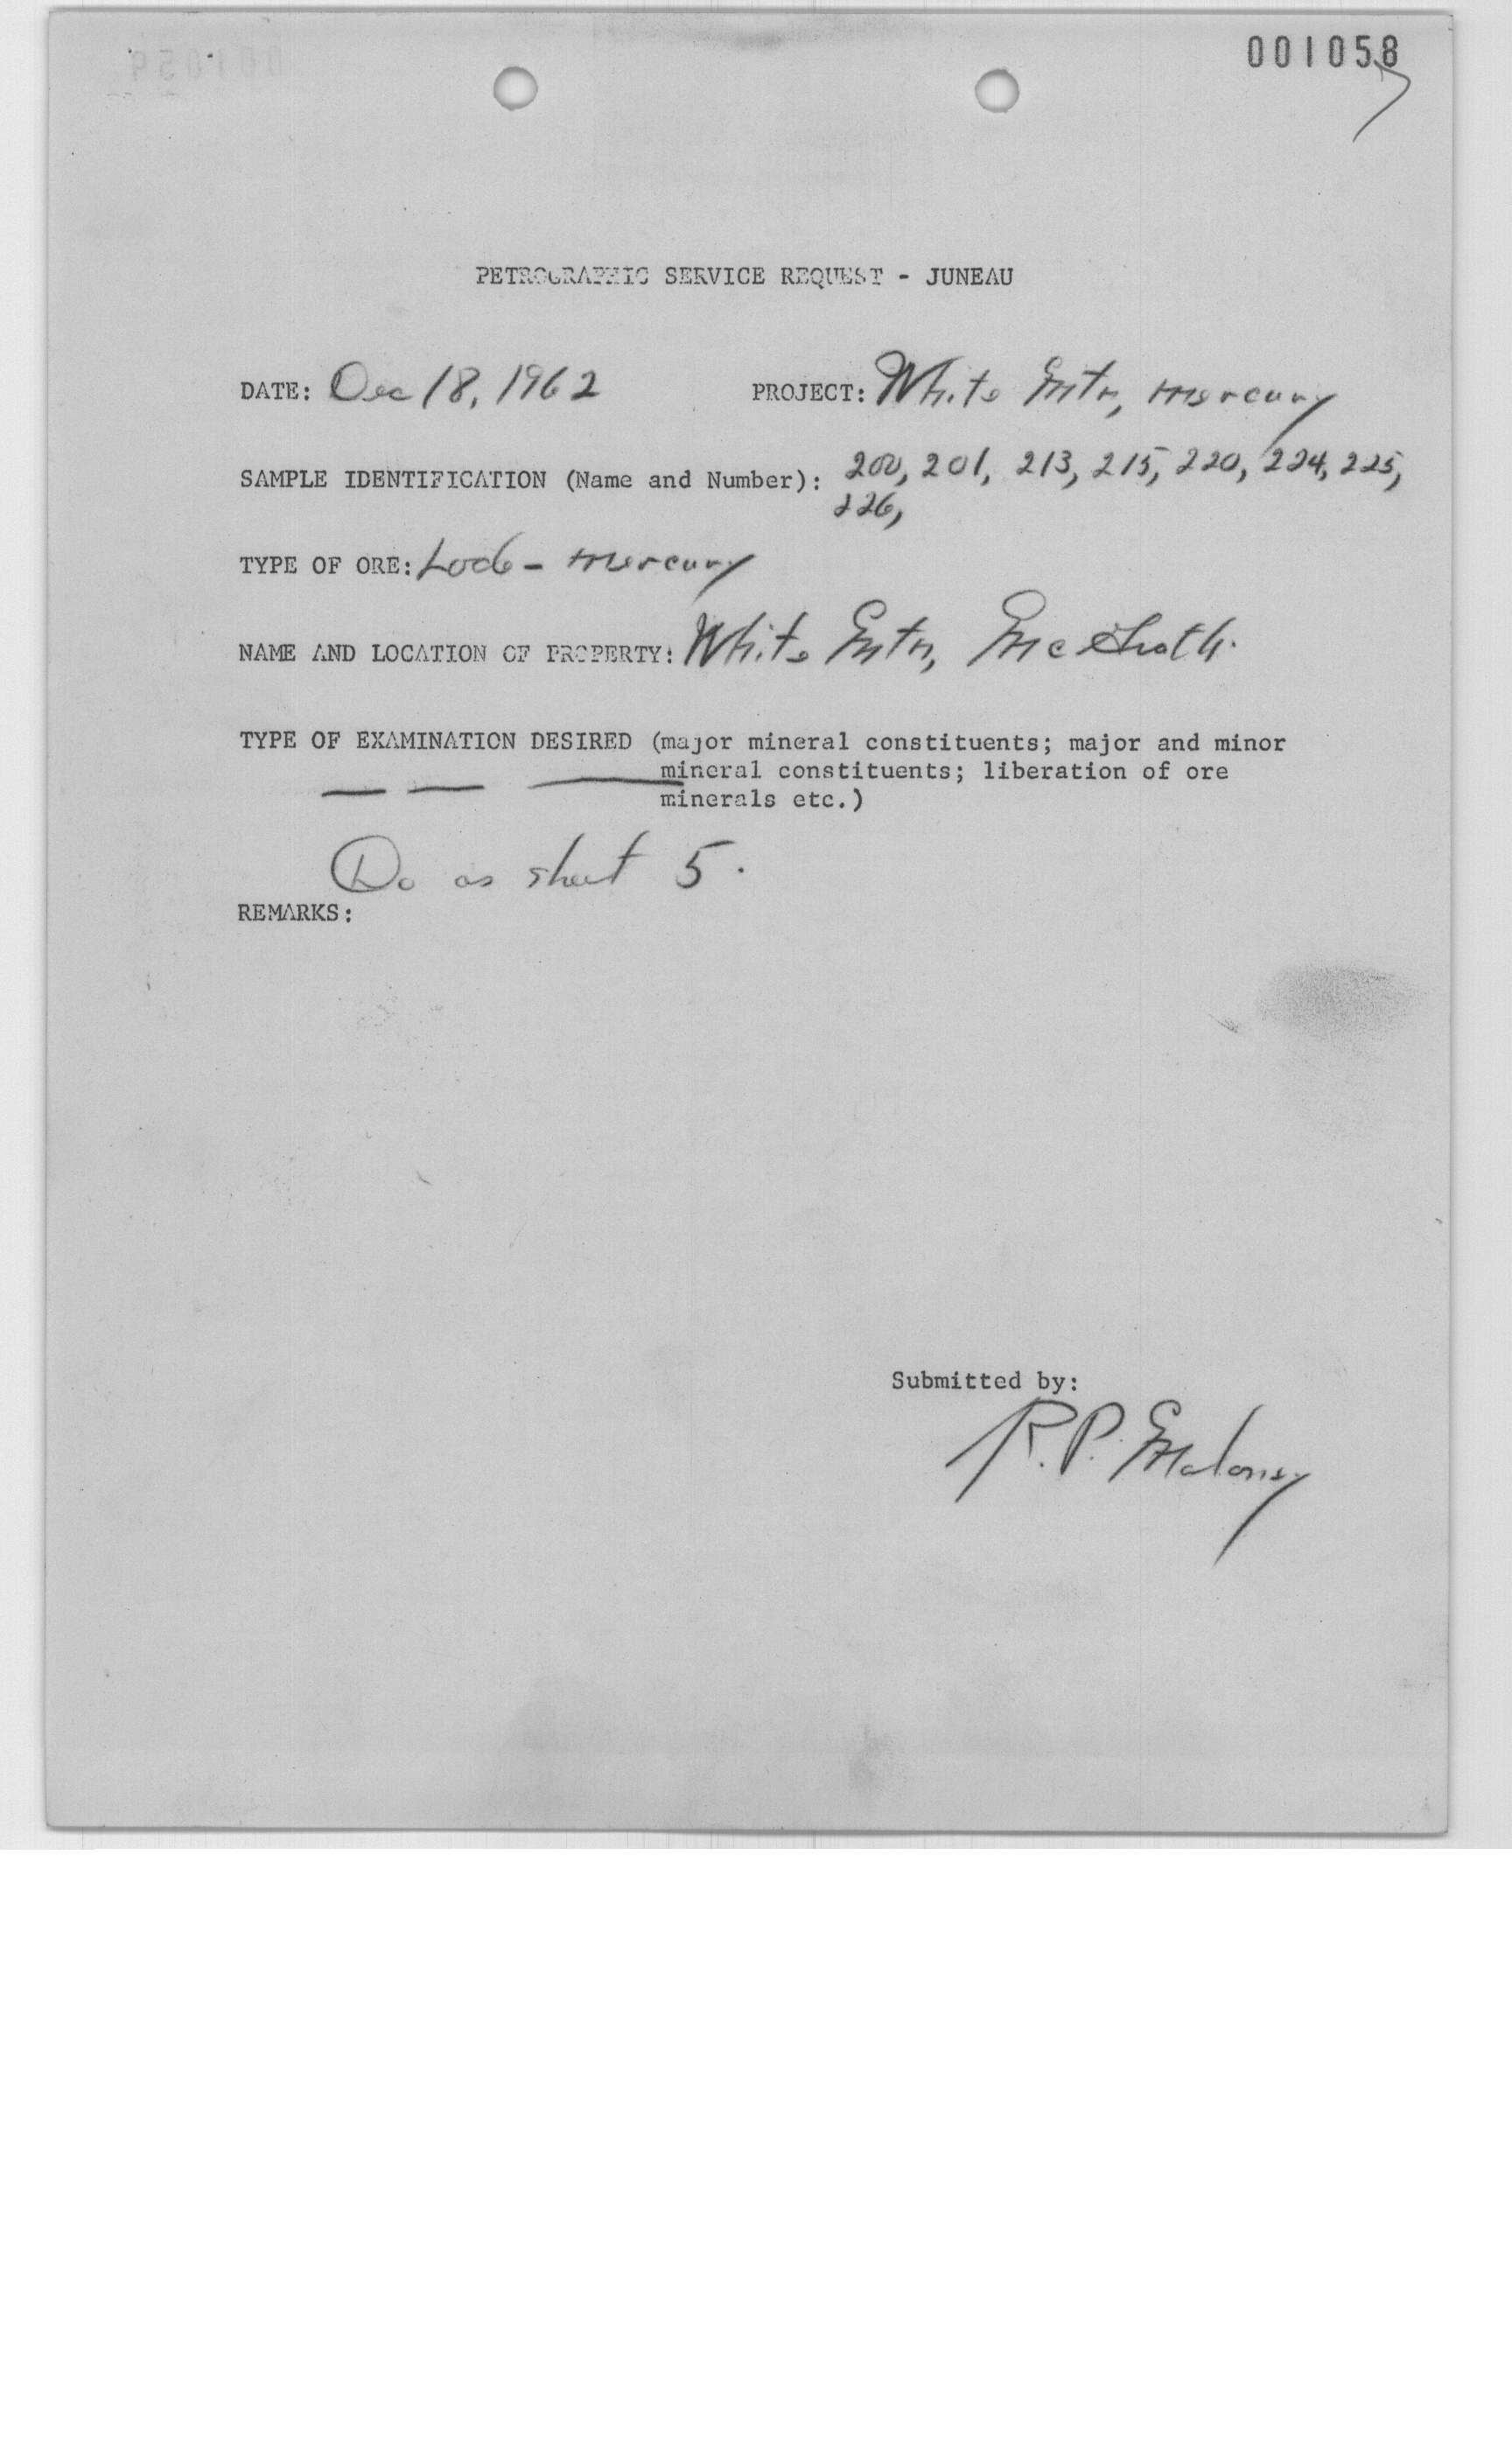 001058
7
PETROGRAPHIC SERVICE REQUEST - JUNEAU
DATE: Dec 18, 1962 PROJECT: White Mtn, mercury
SAMPLE IDENTIFICATION (Name and Number): 200, 201, 213, 215, 220, 224, 225,
226,
TYPE OF ORE: Lode - mercury
NAME AND LOCATION OF PROPERTY: White Mtn, McGrath.
TYPE OF EXAMINATION DESIRED (major mineral constituents; major and minor
mineral constituents; liberation of ore
minerals etc.)
Do as sheet 5.
REMARKS:
Submitted by:
R.P. Maloney